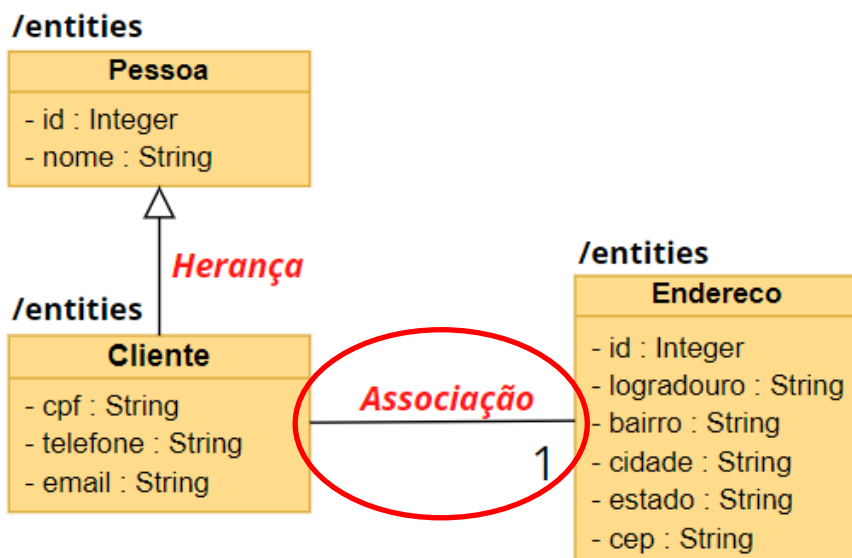 /entities
Pessoa
- id : Integer
- nome : String
Herança
/entities
Cliente
- cpf : String
- telefone : String
- email : String
Associação
1
/entities
Endereco
- id : Integer
- logradouro : String
- bairro : String
- cidade : String
- estado : String
- cep : String